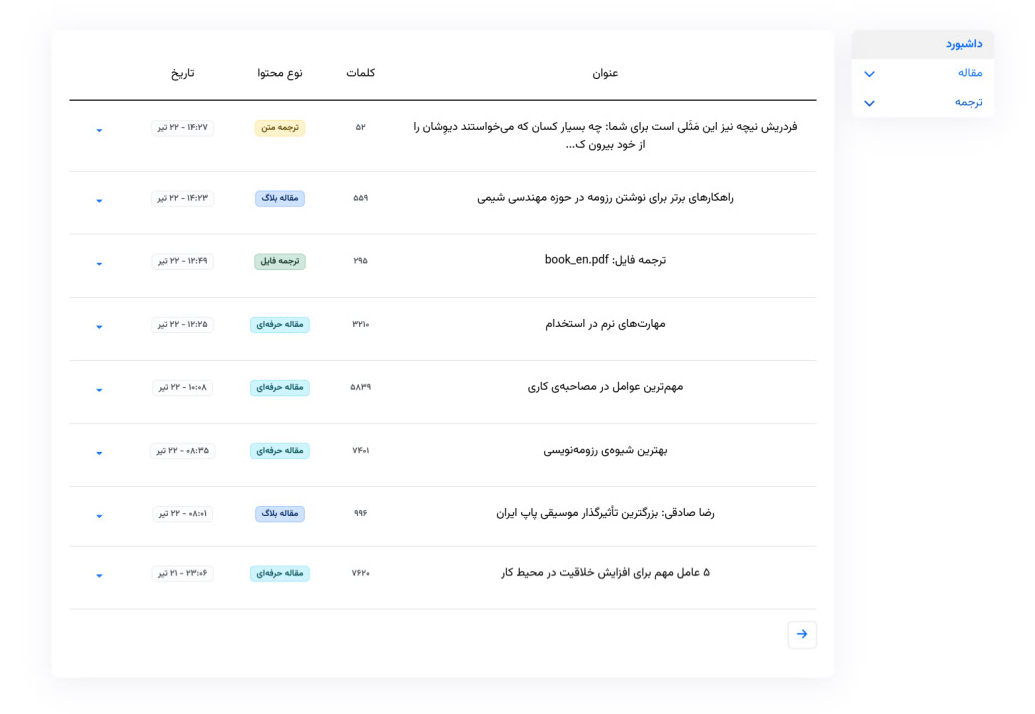 داشبورد
مقاله
ترجمه
عنوان کلمات نوع محتوا تاریخ
فردریش نیچه نیز این مَثَلی است برای شما: چه بسیار کسان که می‌خواستند دیوِشان را ۵۲ ترجمه متن ۱۴:۲۷ - ۲۲ تیر
از خود بیرون ک...
راهکارهای برتر برای نوشتن رزومه در حوزه مهندسی شیمی ۵۵۹ مقاله بلاگ ۱۴:۲۳ - ۲۲ تیر
ترجمه فایل: book_en.pdf ۲۹۵ ترجمه فایل ۱۲:۴۹ - ۲۲ تیر
مهارت‌های نرم در استخدام ۳۲۱۰ مقاله حرفه‌ای ۱۲:۲۵ - ۲۲ تیر
مهم‌ترین عوامل در مصاحبه‌ی کاری ۵۸۳۹ مقاله حرفه‌ای ۱۰:۰۸ - ۲۲ تیر
بهترین شیوه‌ی رزومه‌نویسی ۷۴۰۱ مقاله حرفه‌ای ۰۸:۳۵ - ۲۲ تیر
رضا صادقی: بزرگترین تأثیرگذار موسیقی پاپ ایران ۹۹۶ مقاله بلاگ ۰۸:۰۱ - ۲۲ تیر
۵ عامل مهم برای افزایش خلاقیت در محیط کار ۷۶۲۰ مقاله حرفه‌ای ۲۳:۰۶ - ۲۱ تیر